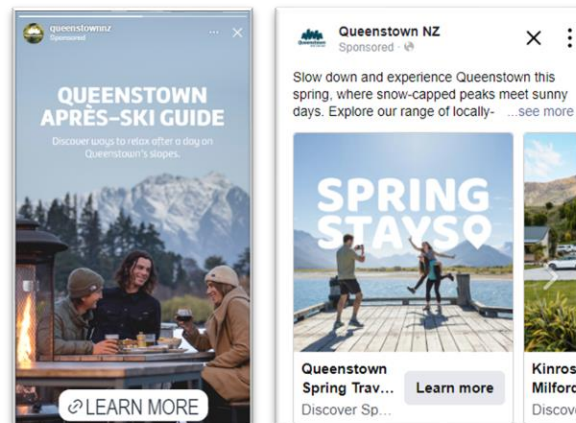 queenstownnz
Sponsored
QUEENSTOWN
APRÈS-SKI GUIDE
Discover ways to relax after a day on
Queenstown's slopes.
LEARN MORE
Queenstown NZ
Sponsored ·
Slow down and experience Queenstown this
spring, where snow-capped peaks meet sunny
days. Explore our range of locally- ...see more
SPRING
STAYS
Queenstown
Spring Trav...
Discover Sp...
Learn more
Kinros
Milford
Discove